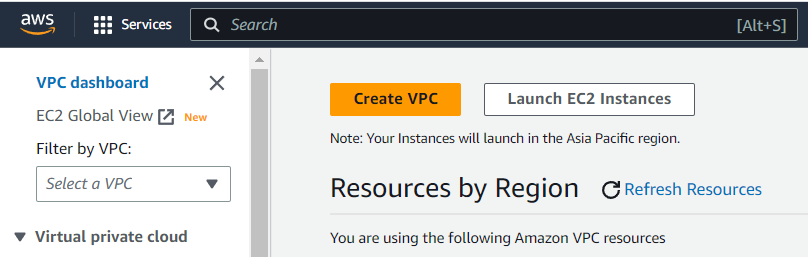 aws Services Search [Alt+S]
VPC dashboard
EC2 Global View New
Filter by VPC:
Select a VPC
Virtual private cloud
Create VPC Launch EC2 Instances
Note: Your Instances will launch in the Asia Pacific region.
Resources by Region Refresh Resources
You are using the following Amazon VPC resources